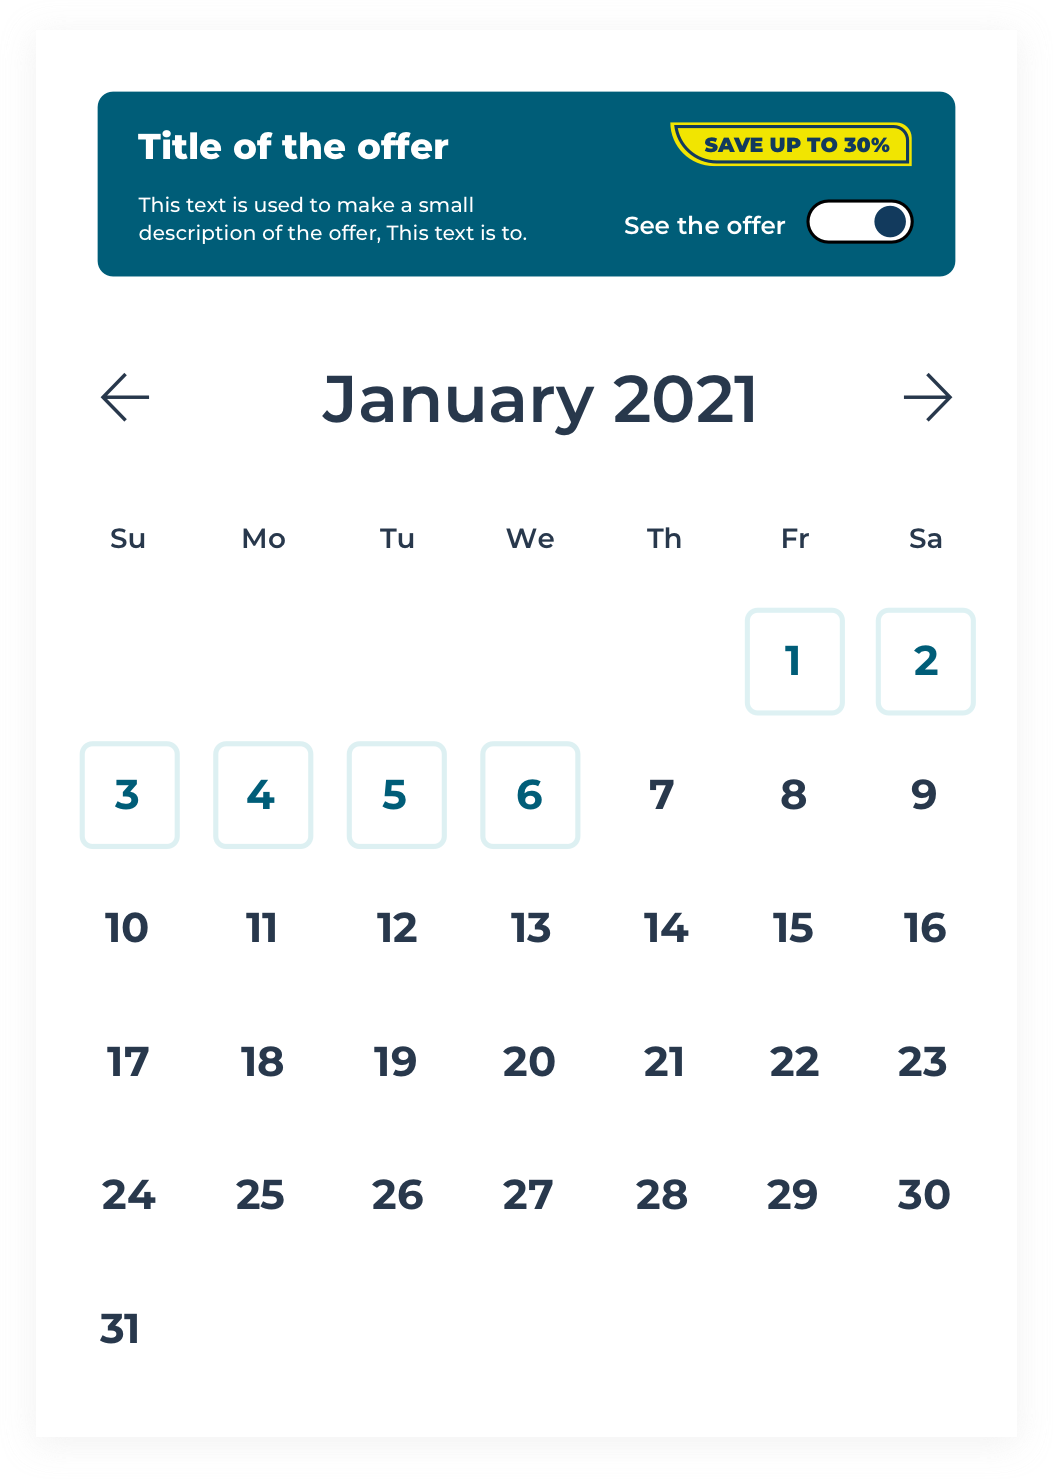 Title of the offer
SAVE UP TO 30%
This text is used to make a small
description of the offer, This text is to.
See the offer
January 2021
Su Mo Tu We Th Fr Sa
1 2
3 4 5 6 7 8 9
10 11 12 13 14 15 16
17 18 19 20 21 22 23
24 25 26 27 28 29 30
31